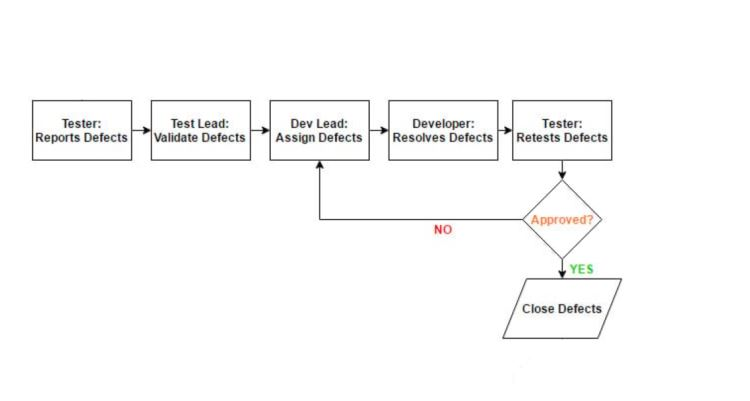 Tester:
Reports Defects
Test Lead:
Validate Defects
Dev Lead:
Assign Defects
Developer:
Resolves Defects
Tester:
Retests Defects
Approved?
NO
YES
Close Defects